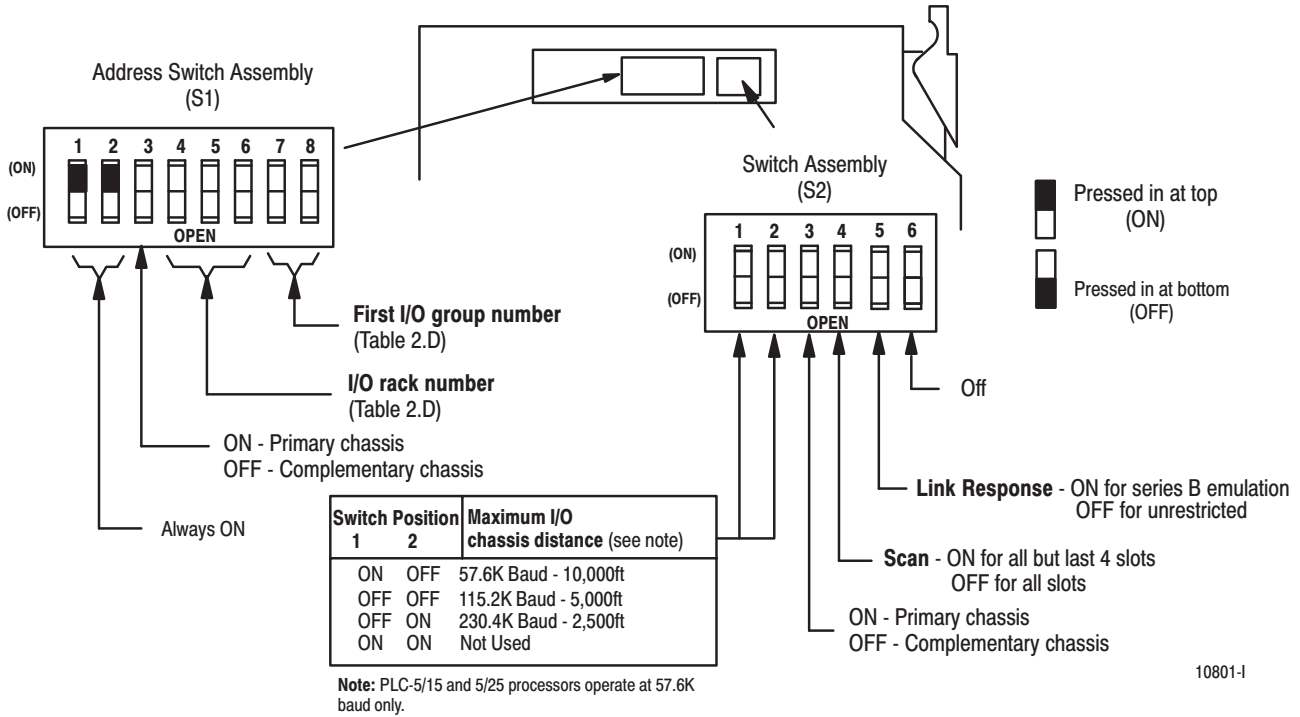 Address Switch Assembly
(S1)
1 2 3 4 5 6 7 8
(ON)
(OFF)
OPEN
First I/O group number
(Table 2.D)
I/O rack number
(Table 2.D)
ON - Primary chassis
OFF - Complementary chassis
Always ON
Switch Assembly
(S2)
1 2 3 4 5 6
(ON)
(OFF)
OPEN
Pressed in at top
(ON)
Pressed in at bottom
(OFF)
Off
Link Response - ON for series B emulation
OFF for unrestricted
Scan - ON for all but last 4 slots
OFF for all slots
ON - Primary chassis
OFF - Complementary chassis
Switch Position Maximum I/O
1 2 chassis distance (see note)
ON OFF 57.6K Baud - 10,000ft
OFF OFF 115.2K Baud - 5,000ft
OFF ON 230.4K Baud - 2,500ft
ON ON Not Used
Note: PLC-5/15 and 5/25 processors operate at 57.6K
baud only.
10801-I